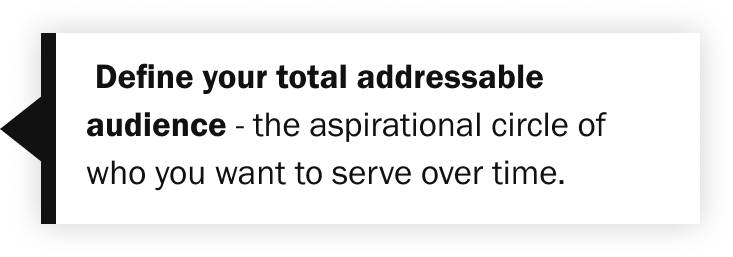 Define your total addressable
audience - the aspirational circle of
who you want to serve over time.